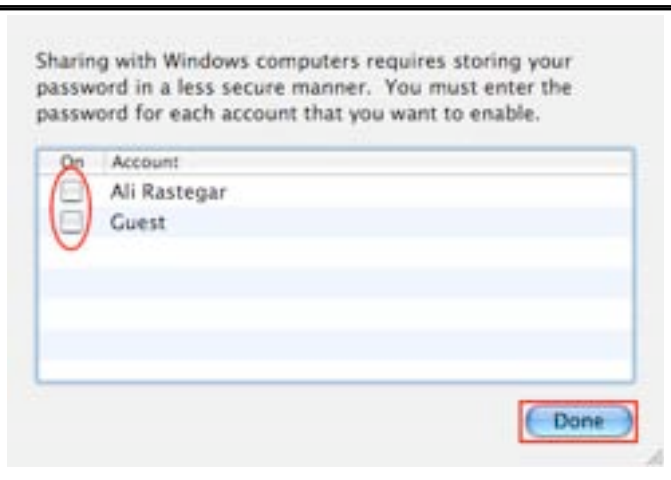 Sharing with Windows computers requires storing your
password in a less secure manner. You must enter the
password for each account that you want to enable.
On Account
Ali Rastegar
Guest
Done